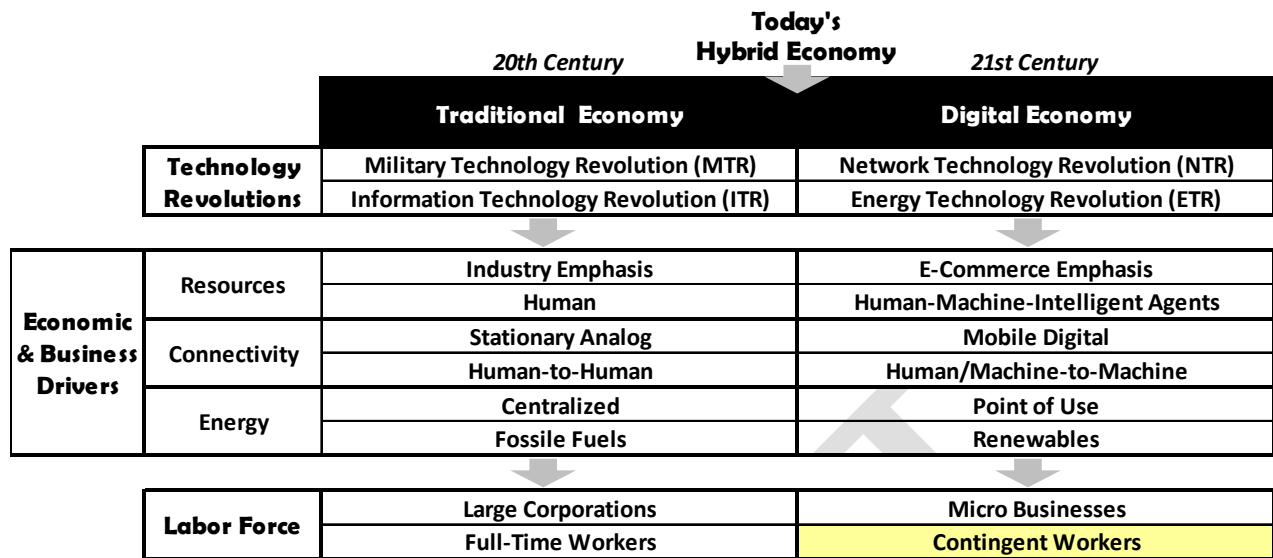 Today's
Hybrid Economy
20th Century
21st Century
Traditional Economy
Digital Economy
Technology
Revolutions
Military Technology Revolution (MTR)
Network Technology Revolution (NTR)
Information Technology Revolution (ITR)
Energy Technology Revolution (ETR)
Economic
& Business
Drivers
Resources
Industry Emphasis
E-Commerce Emphasis
Human
Human-Machine-Intelligent Agents
Connectivity
Stationary Analog
Mobile Digital
Human-to-Human
Human/Machine-to-Machine
Energy
Centralized
Point of Use
Fossile Fuels
Renewables
Labor Force
Large Corporations
Micro Businesses
Full-Time Workers
Contingent Workers